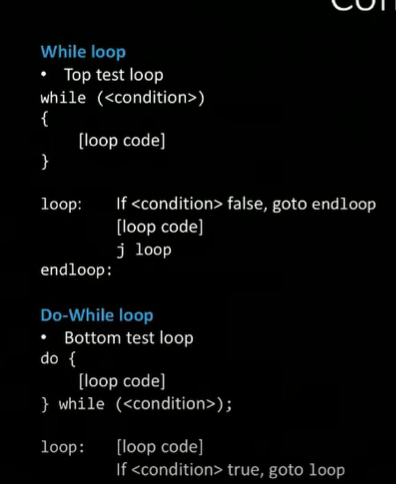 While loop
• Top test loop
while (<condition>)
{
[loop code]
}
loop: If <condition> false, goto endloop
[loop code]
j loop
endloop:
Do-While loop
• Bottom test loop
do {
[loop code]
} while (<condition>);
loop: [loop code]
If <condition> true, goto loop